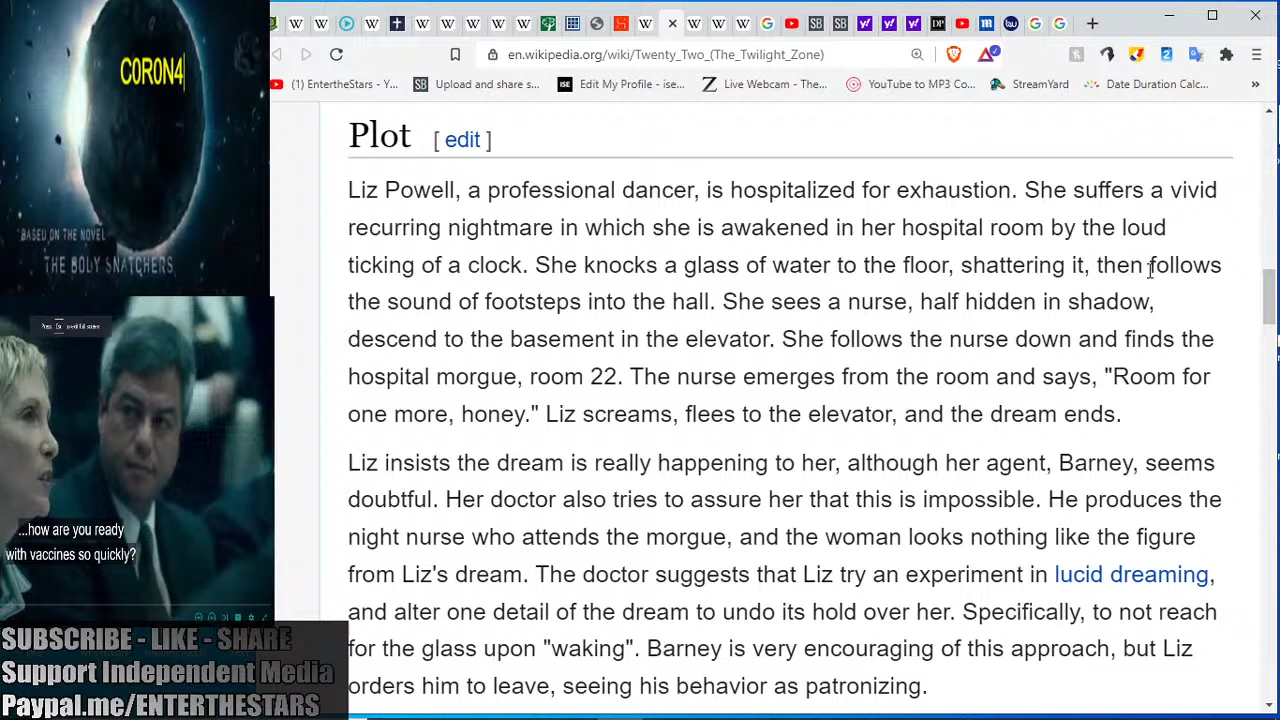 CORON4
"BASED ON THE NOVEL
THE BODY SNATCHERS"
...how are you ready
with vaccines so quickly?
SUBSCRIBE - LIKE - SHARE
Support Independent Media
Paypal.me/ENTERTHESTARS
en.wikipedia.org/wiki/Twenty_Two_(The_Twilight_Zone)
(1) EntertheStars - Y...
Upload and share s...
Edit My Profile - ise...
Live Webcam - The...
YouTube to MP3 Co...
StreamYard
Date Duration Calc...
Plot [ edit ]
Liz Powell, a professional dancer, is hospitalized for exhaustion. She suffers a vivid
recurring nightmare in which she is awakened in her hospital room by the loud
ticking of a clock. She knocks a glass of water to the floor, shattering it, then follows
the sound of footsteps into the hall. She sees a nurse, half hidden in shadow,
descend to the basement in the elevator. She follows the nurse down and finds the
hospital morgue, room 22. The nurse emerges from the room and says, "Room for
one more, honey." Liz screams, flees to the elevator, and the dream ends.
Liz insists the dream is really happening to her, although her agent, Barney, seems
doubtful. Her doctor also tries to assure her that this is impossible. He produces the
night nurse who attends the morgue, and the woman looks nothing like the figure
from Liz's dream. The doctor suggests that Liz try an experiment in lucid dreaming,
and alter one detail of the dream to undo its hold over her. Specifically, to not reach
for the glass upon "waking". Barney is very encouraging of this approach, but Liz
orders him to leave, seeing his behavior as patronizing.